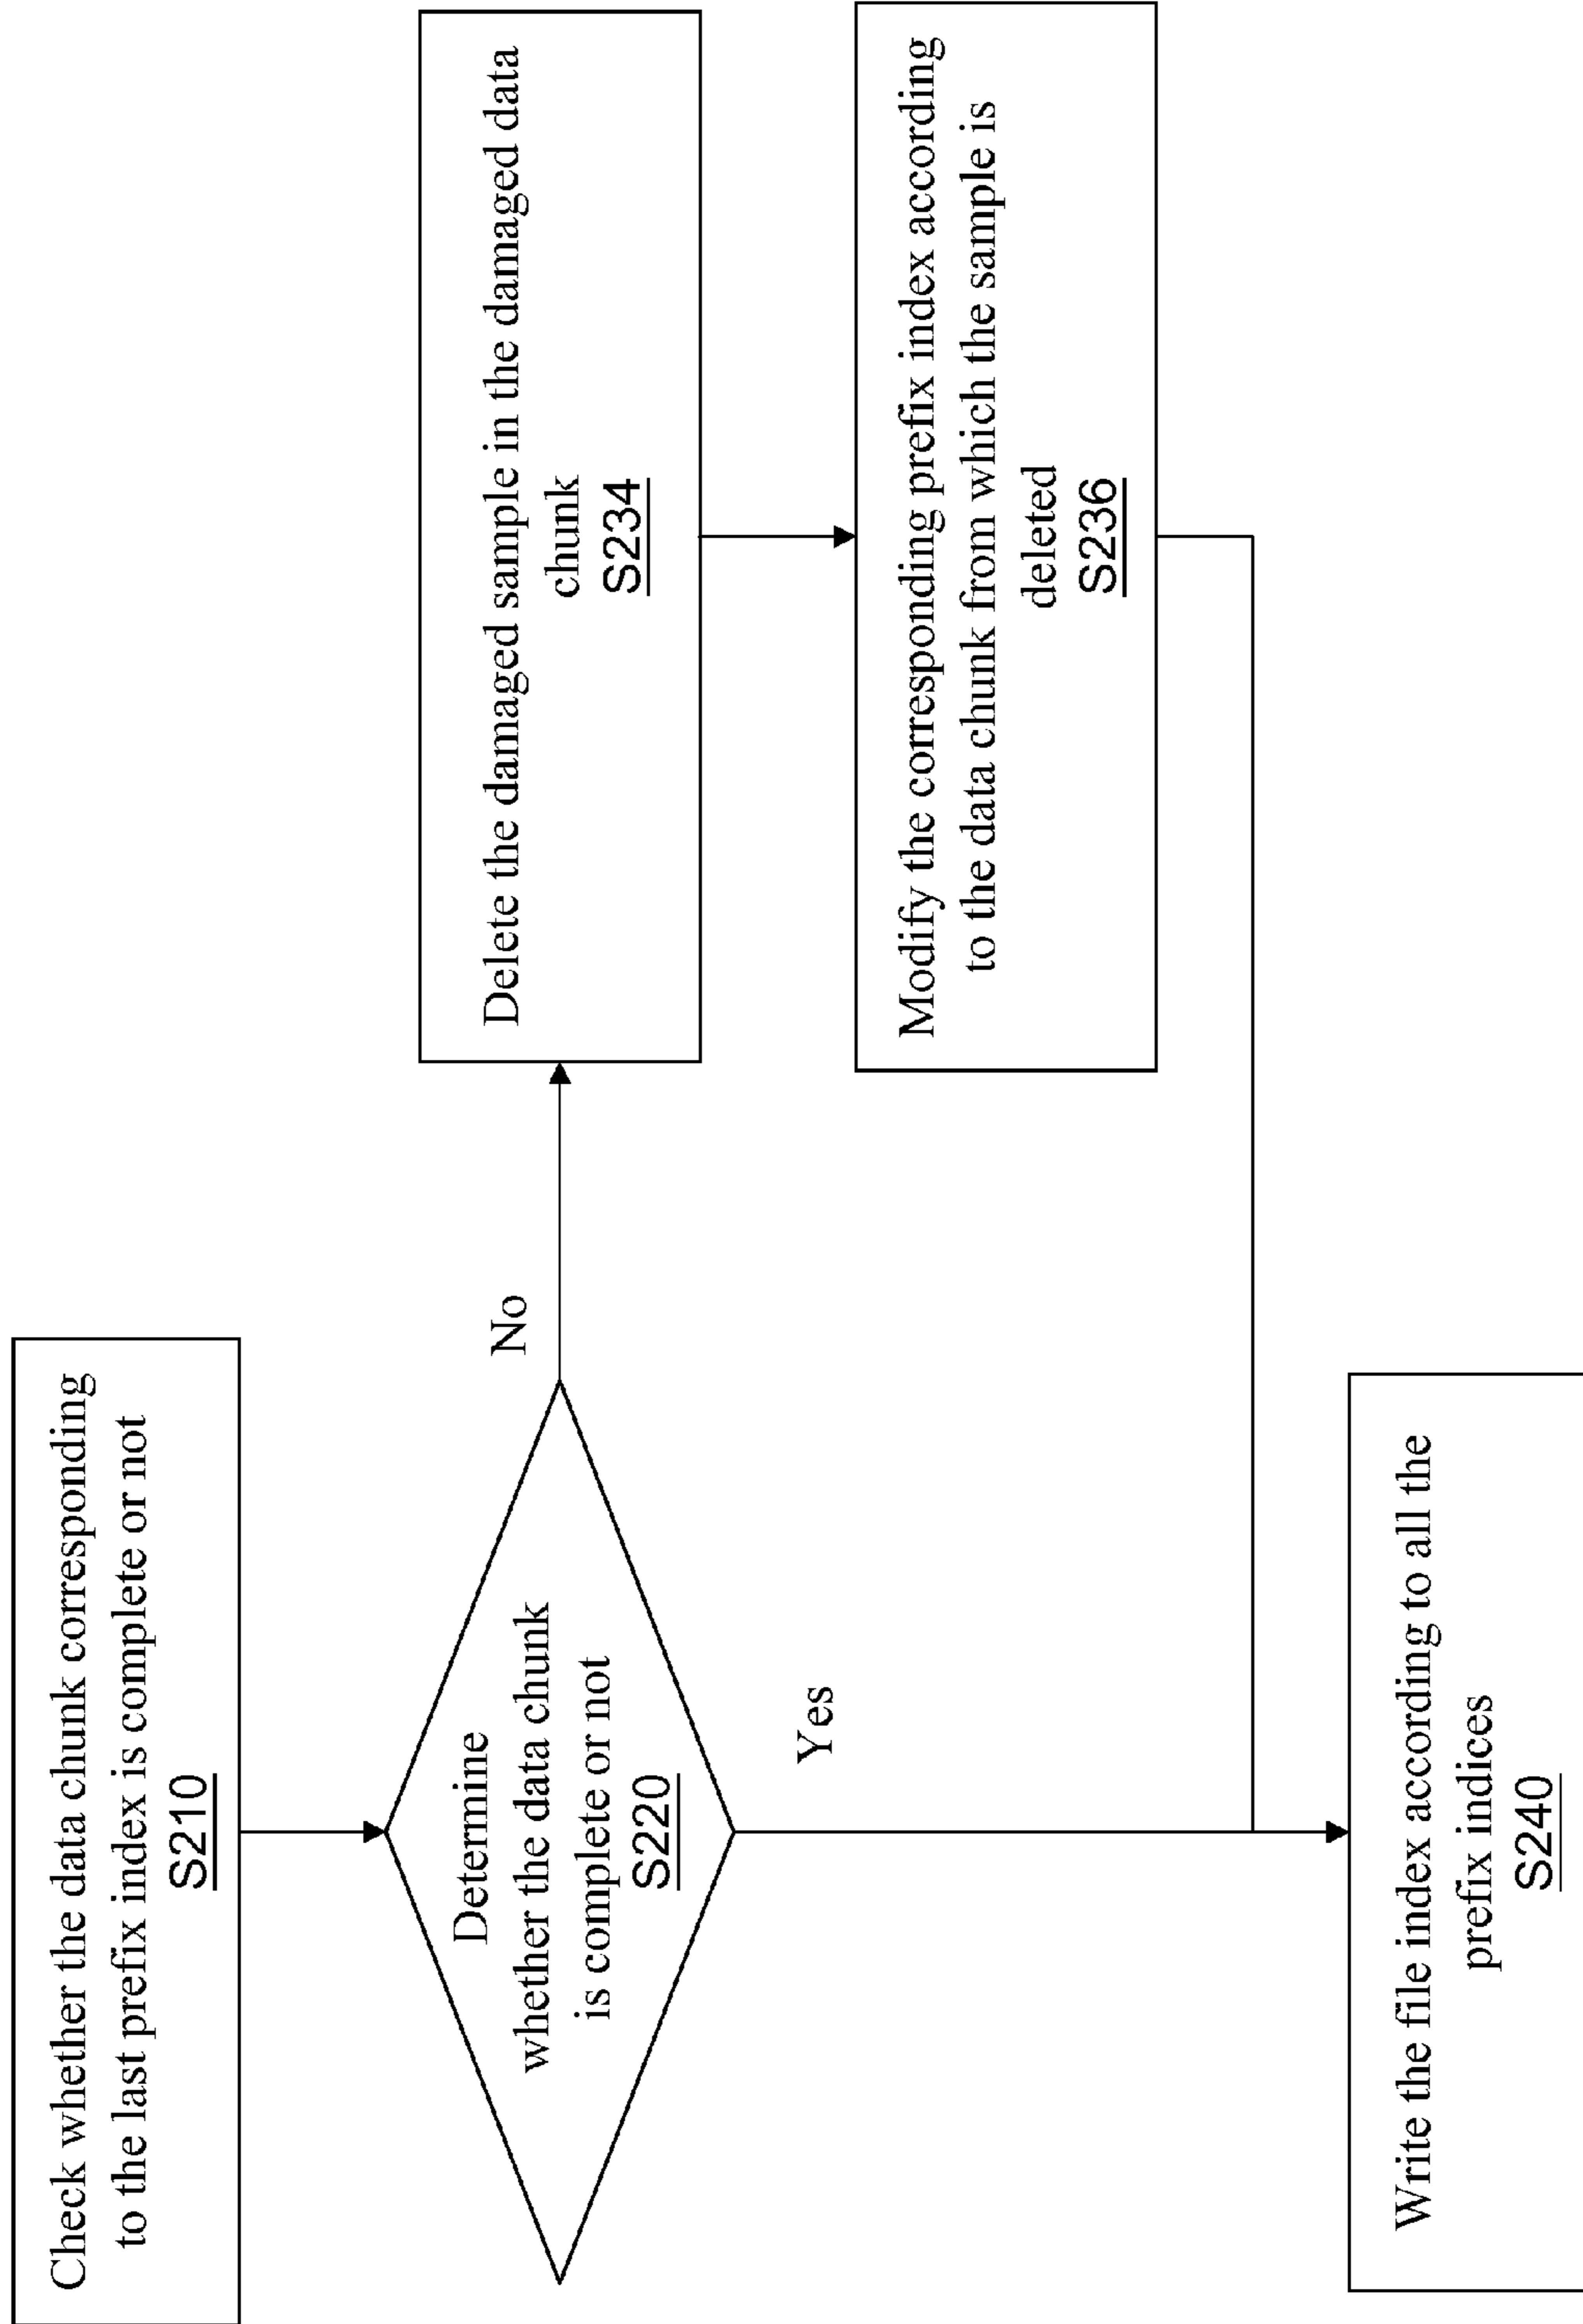 Check whether the data chunk corresponding
to the last prefix index is complete or not
S210
Determine
whether the data chunk
is complete or not
S220
No
Delete the damaged sample in the damaged data
chunk
S234
Modify the corresponding prefix index according
to the data chunk from which the sample is
deleted
S236
Yes
Write the file index according to all the
prefix indices
S240